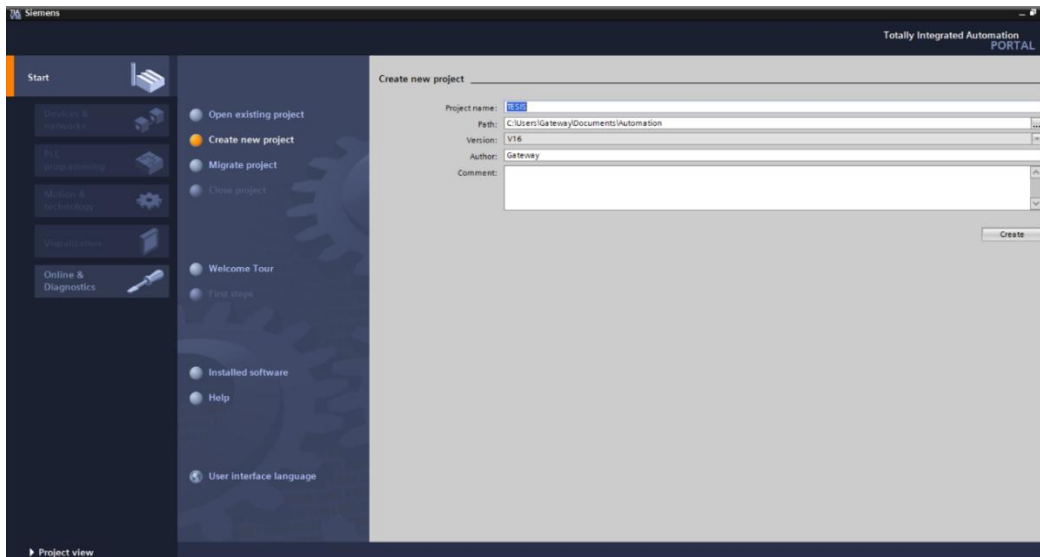 Siemens
Totally Integrated Automation
PORTAL
Start
Devices &
networks
PLC
programming
Motion &
technology
Visualization
Online &
Diagnostics
Open existing project
Create new project
Migrate project
Close project
Welcome Tour
First steps
Installed software
Help
User interface language
Create new project
Project name: TESIS
Path: C:\Users\Gateway\Documents\Automation
...
Version: V16
Author: Gateway
Comment:
Create
Project view